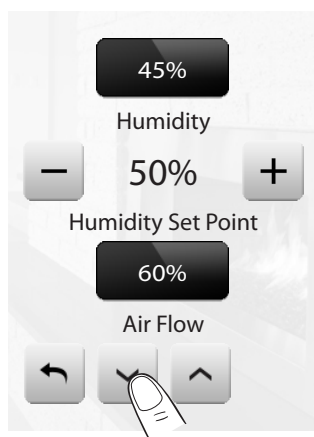 45%
Humidity
− 50% +
Humidity Set Point
60%
Air Flow